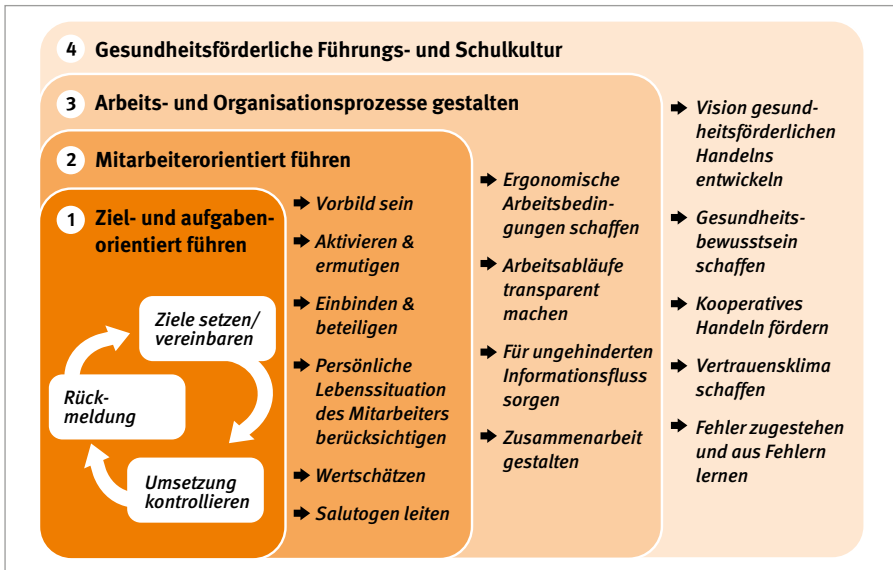 4 Gesundheitsförderliche Führungs- und Schulkultur
3 Arbeits- und Organisationsprozesse gestalten
2 Mitarbeiterorientiert führen
1 Ziel- und aufgaben-
orientiert führen
Ziele setzen/
vereinbaren
Rück-
meldung
Umsetzung
kontrollieren
➡ Vorbild sein
➡ Aktivieren &
ermutigen
➡ Einbinden &
beteiligen
➡ Persönliche
Lebenssituation
des Mitarbeiters
berücksichtigen
➡ Wertschätzen
➡ Salutogen leiten
➡ Ergonomische
Arbeitsbedin-
gungen schaffen
➡ Arbeitsabläufe
transparent
machen
➡ Für ungehinderten
Informationsfluss
sorgen
➡ Zusammenarbeit
gestalten
➡ Vision gesund-
heitsförderlichen
Handelns
entwickeln
➡ Gesundheits-
bewusstsein
schaffen
➡ Kooperatives
Handeln fördern
➡ Vertrauensklima
schaffen
➡ Fehler zugestehen
und aus Fehlern
lernen